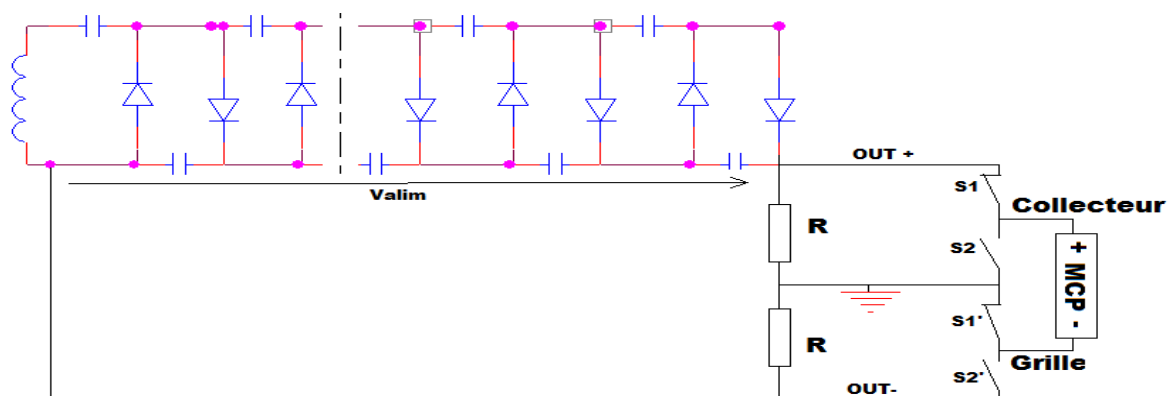 OUT +
Valim
S1
Collecteur
R
S2
+ MCP -
S1'
R
Grille
S2'
OUT-